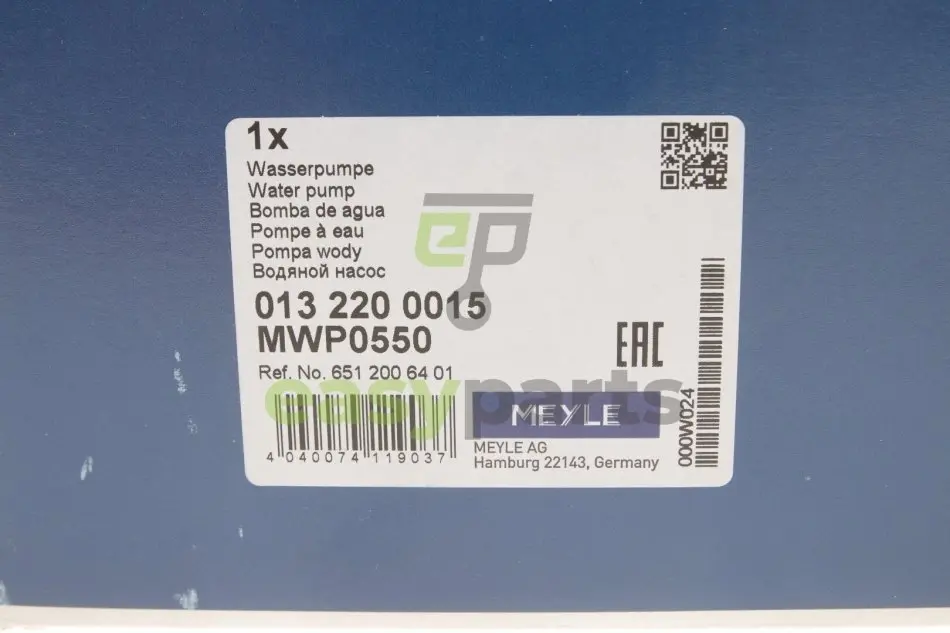 1x
Wasserpumpe
Water pump
Bomba de agua
Pompe à eau
Pompa wody
Водяной насос
ep
013 220 0015
MWP0550
EAC
Ref. No. 651 200 64 01
easyparts
MEYLE
4 040074 119037
MEYLE AG
Hamburg 22143, Germany
000W024